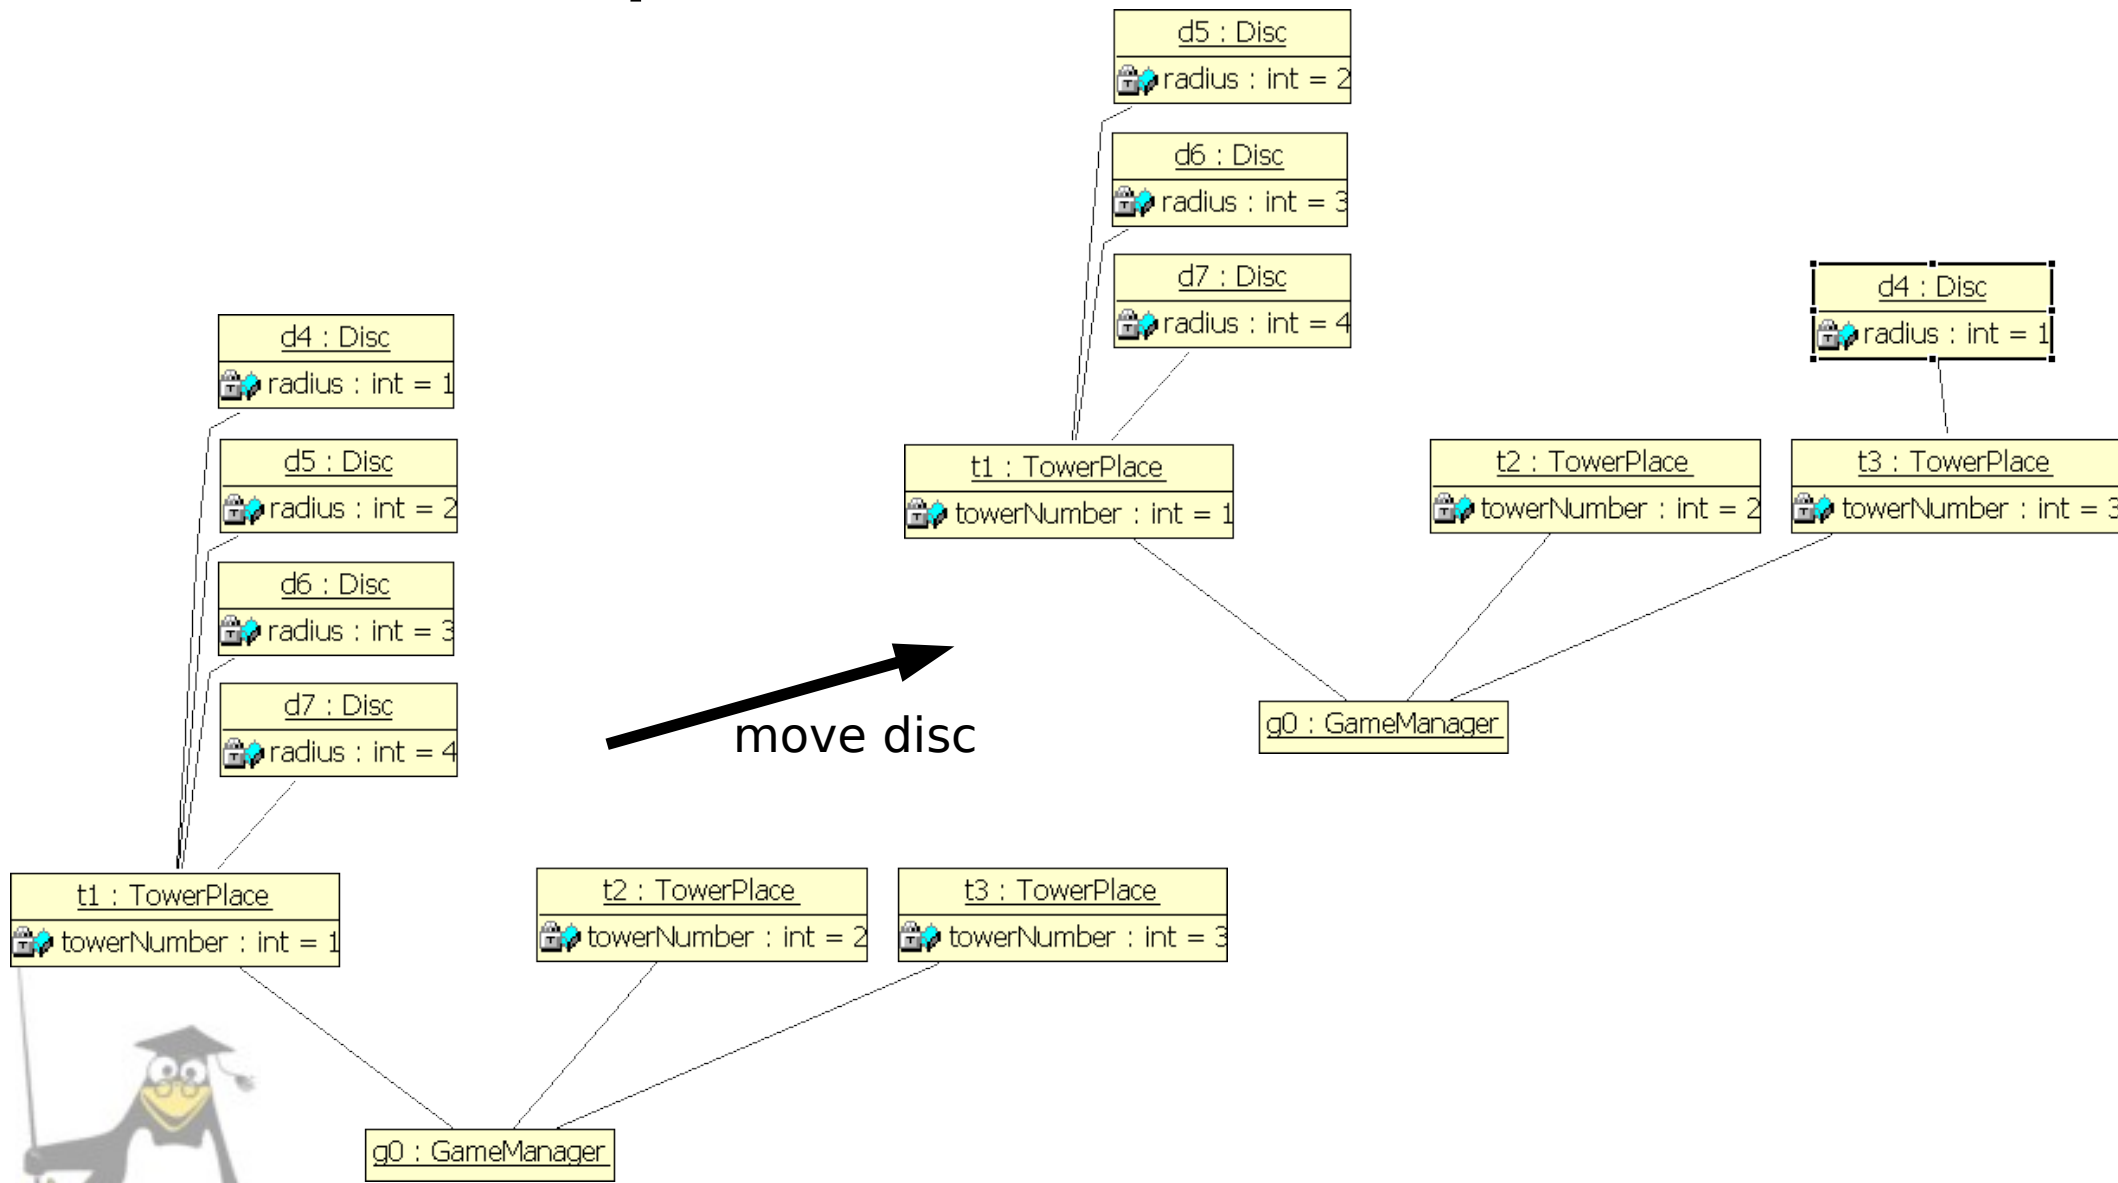 d5 : Disc
radius : int = 2
d6 : Disc
radius : int = 3
d7 : Disc
radius : int = 4
d4 : Disc
radius : int = 1
t1 : TowerPlace
towerNumber : int = 1
t2 : TowerPlace
towerNumber : int = 2
t3 : TowerPlace
towerNumber : int = 3
g0 : GameManager
move disc
d4 : Disc
radius : int = 1
d5 : Disc
radius : int = 2
d6 : Disc
radius : int = 3
d7 : Disc
radius : int = 4
t1 : TowerPlace
towerNumber : int = 1
t2 : TowerPlace
towerNumber : int = 2
t3 : TowerPlace
towerNumber : int = 3
g0 : GameManager